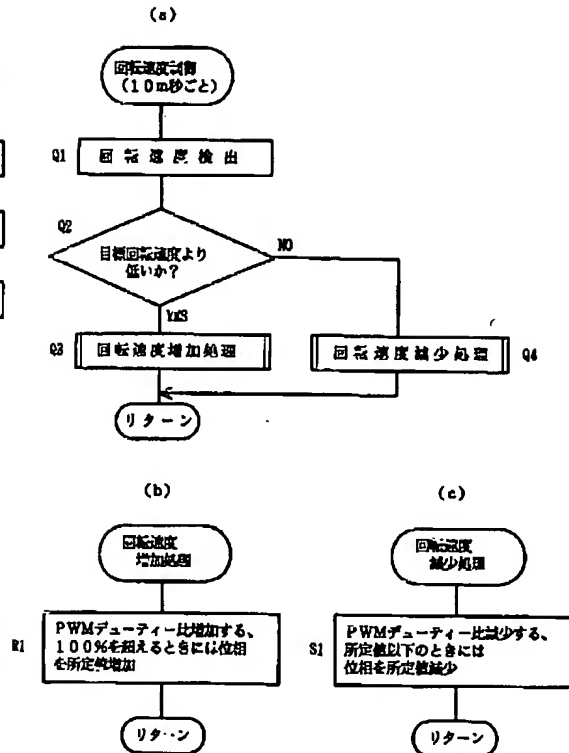 (a)
回転速度制御
(10m秒ごと)
Q1
回転速度検出
Q2
目標回転速度より
低いか?
NO
YES
Q3
回転速度増加処理
回転速度減少処理
Q4
リターン
(b)
回転速度
増加処理
R1
PWMデューティー比増加する、
100%を超えるときには位相
を所定値増加
リターン
(c)
回転速度
減少処理
S1
PWMデューティー比減少する、
所定値以下のときには
位相を所定値減少
リターン